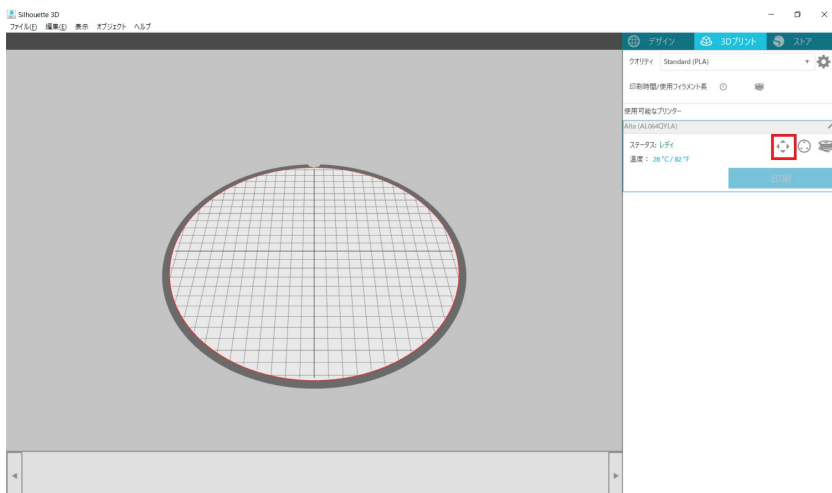 Silhouette 3D
ファイル(F) 編集(E) 表示 オブジェクト ヘルプ
デザイン 3Dプリント ストア
クオリティ Standard (PLA)
印刷時間/使用フィラメント長
使用可能なプリンター
Alta (AL064QYLA)
ステータス: レディ
温度： 28 °C / 82 °F
印刷